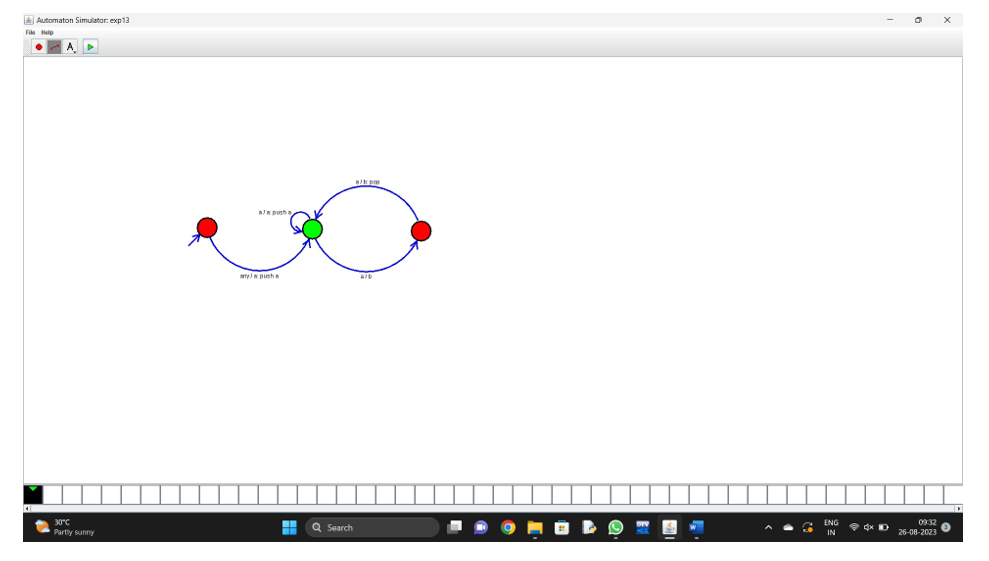 Automaton Simulator: exp13
File Help
A
a / b: pop
a / a: push a
any / a: push a
a / b
30°C
Partly sunny
Search
ENG
IN
09:32
26-08-2023